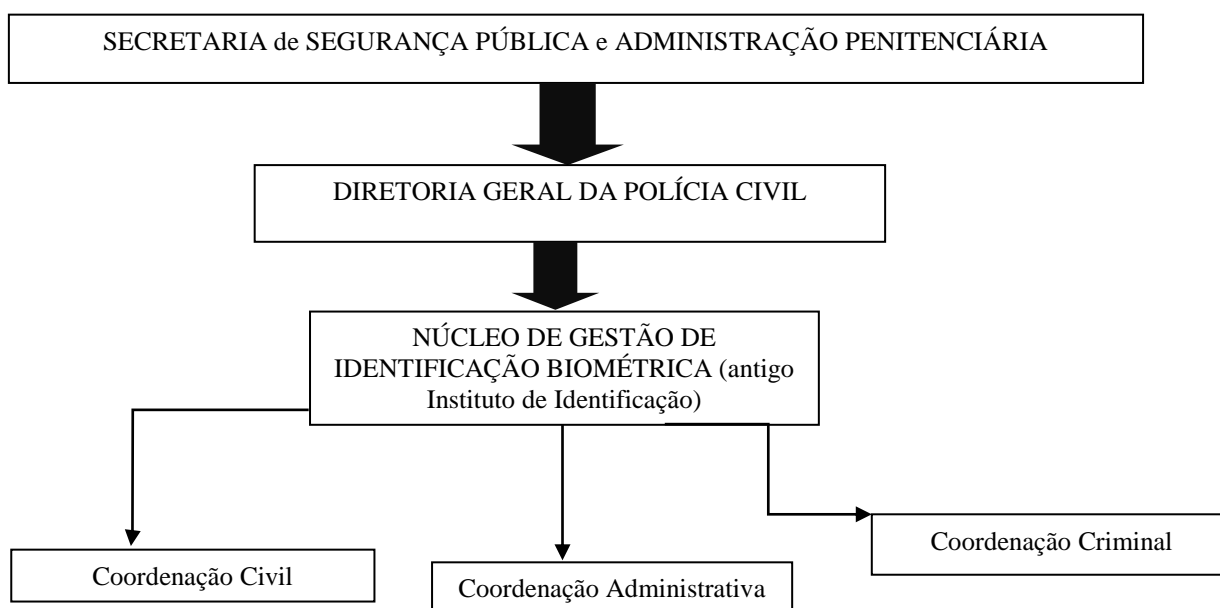 SECRETARIA de SEGURANÇA PÚBLICA e ADMINISTRAÇÃO PENITENCIÁRIA
DIRETORIA GERAL DA POLÍCIA CIVIL
NÚCLEO DE GESTÃO DE
IDENTIFICAÇÃO BIOMÉTRICA (antigo
Instituto de Identificação)
Coordenação Civil
Coordenação Administrativa
Coordenação Criminal